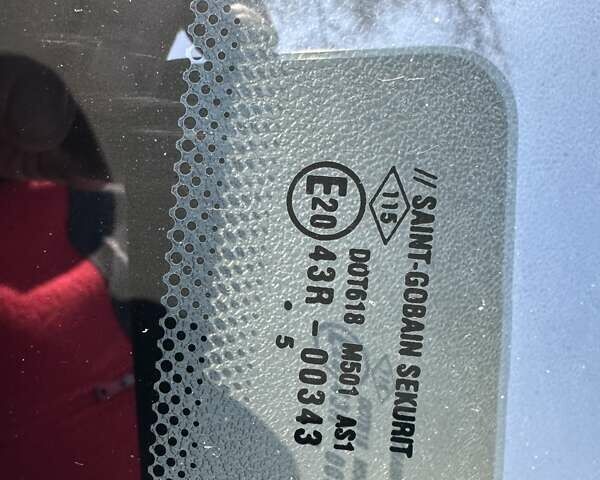 // SAINT-GOBAIN SEKURIT
115
DOT618 M501 AS1
E20 43R - 00343
. 5